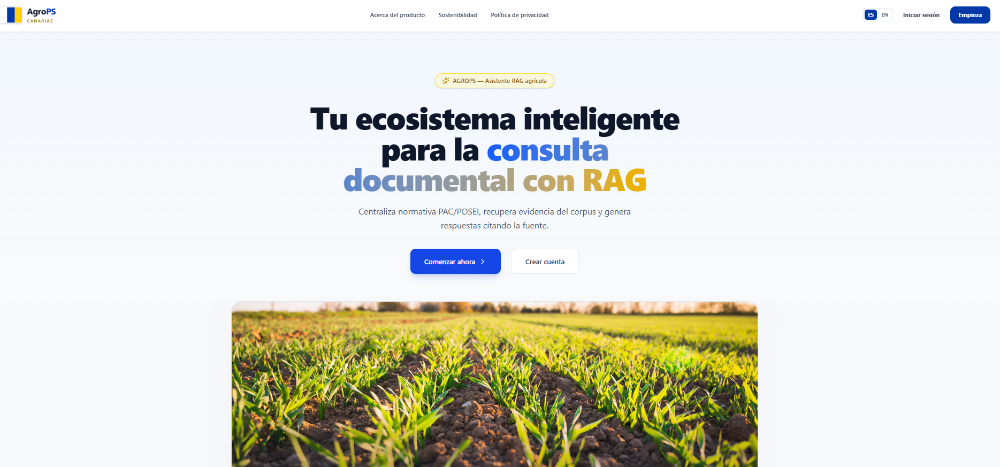 AgroPS
CANARIAS
Acerca del producto
Sostenibilidad
Política de privacidad
ES
EN
Iniciar sesión
Empieza
AGROPS — Asistente RAG agrícola
Tu ecosistema inteligente
para la consulta
documental con RAG
Centraliza normativa PAC/POSEI, recupera evidencia del corpus y genera
respuestas citando la fuente.
Comenzar ahora
Crear cuenta